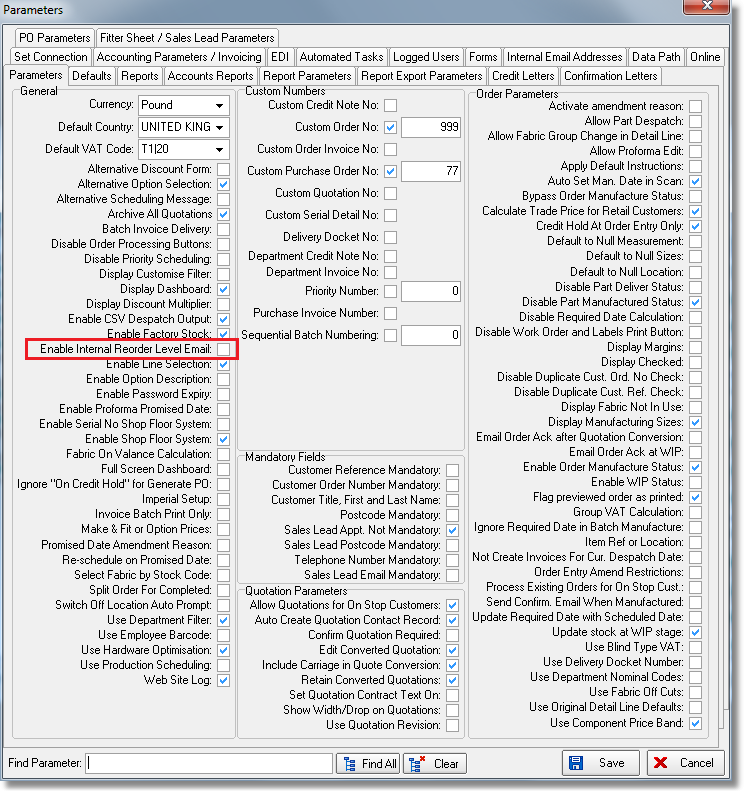 Parameters
PO Parameters
Fitter Sheet / Sales Lead Parameters
Set Connection
Accounting Parameters / Invoicing
EDI
Automated Tasks
Logged Users
Forms
Internal Email Addresses
Data Path
Online
Parameters
Defaults
Reports
Accounts Reports
Report Parameters
Report Export Parameters
Credit Letters
Confirmation Letters
General
Currency: Pound
Default Country: UNITED KING
Default VAT Code: T1|20
Alternative Discount Form:
Alternative Option Selection:
Alternative Scheduling Message:
Archive All Quotations
Batch Invoice Delivery:
Disable Order Processing Buttons:
Disable Priority Scheduling:
Display Customise Filter:
Display Dashboard:
Display Discount Multiplier:
Enable CSV Despatch Output:
Enable Factory Stock:
Enable Internal Reorder Level Email:
Enable Line Selection:
Enable Option Description:
Enable Password Expiry:
Enable Proforma Promised Date:
Enable Serial No Shop Floor System:
Enable Shop Floor System:
Fabric On Valance Calculation:
Full Screen Dashboard:
Ignore "On Credit Hold" for Generate PO:
Imperial Setup:
Invoice Batch Print Only:
Make & Fit or Option Prices:
Promised Date Amendment Reason:
Re-schedule on Promised Date:
Select Fabric by Stock Code:
Split Order For Completed:
Switch Off Location Auto Prompt:
Use Department Filter:
Use Employee Barcode:
Use Hardware Optimisation:
Use Production Scheduling:
Web Site Log:
Custom Numbers
Custom Credit Note No:
Custom Order No: 999
Custom Order Invoice No:
Custom Purchase Order No: 77
Custom Quotation No:
Custom Serial Detail No:
Delivery Docket No:
Department Credit Note No:
Department Invoice No:
Priority Number: 0
Purchase Invoice Number:
Sequential Batch Numbering: 0
Mandatory Fields
Customer Reference Mandatory:
Customer Order Number Mandatory:
Customer Title, First and Last Name:
Postcode Mandatory:
Sales Lead Appt. Not Mandatory:
Sales Lead Postcode Mandatory:
Telephone Number Mandatory:
Sales Lead Email Mandatory:
Quotation Parameters
Allow Quotations for On Stop Customers:
Auto Create Quotation Contact Record:
Confirm Quotation Required:
Edit Converted Quotation:
Include Carriage in Quote Conversion:
Retain Converted Quotations:
Set Quotation Contract Text On:
Show Width/Drop on Quotations:
Use Quotation Revision:
Order Parameters
Activate amendment reason:
Allow Part Despatch:
Allow Fabric Group Change in Detail Line:
Allow Proforma Edit:
Apply Default Instructions:
Auto Set Man. Date in Scan:
Bypass Order Manufacture Status:
Calculate Trade Price for Retail Customers:
Credit Hold At Order Entry Only:
Default to Null Measurement:
Default to Null Sizes:
Default to Null Location:
Disable Part Deliver Status:
Disable Part Manufactured Status:
Disable Required Date Calculation:
Disable Work Order and Labels Print Button:
Display Margins:
Display Checked:
Disable Duplicate Cust. Ord. No Check:
Disable Duplicate Cust. Ref. Check:
Display Fabric Not In Use:
Display Manufacturing Sizes:
Email Order Ack after Quotation Conversion:
Email Order Ack at WIP:
Enable Order Manufacture Status:
Enable WIP Status:
Flag previewed order as printed:
Group VAT Calculation:
Ignore Required Date in Batch Manufacture:
Item Ref or Location:
Not Create Invoices For Cur. Despatch Date:
Order Entry Amend Restrictions:
Process Existing Orders for On Stop Cust.:
Send Confirm. Email When Manufactured:
Update Required Date with Scheduled Date:
Update stock at WIP stage:
Use Blind Type VAT:
Use Delivery Docket Number:
Use Department Nominal Codes:
Use Fabric Off Cuts:
Use Original Detail Line Defaults:
Use Component Price Band:
Find Parameter:
Find All
Clear
Save
Cancel